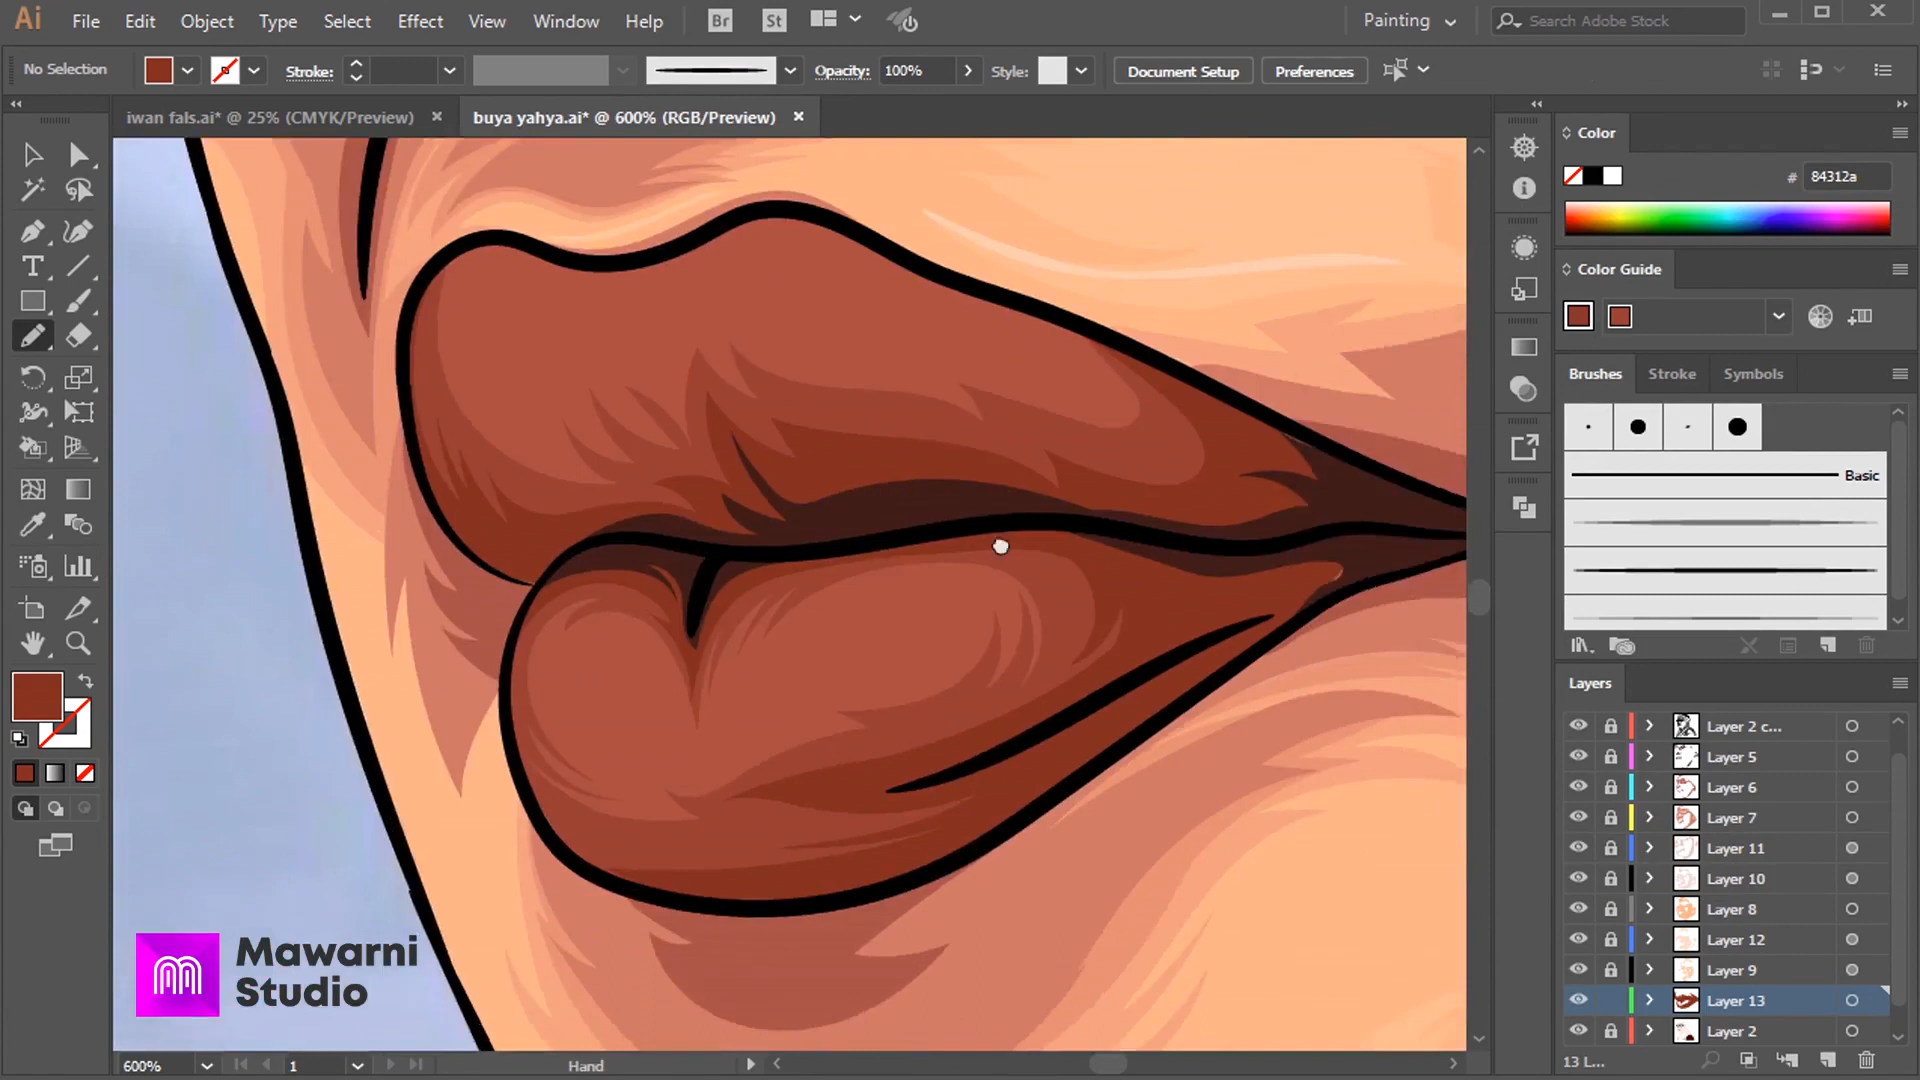 Ai File Edit Object Type Select Effect View Window Help Br St Painting Search Adobe Stock
No Selection Stroke: Opacity: 100% Style: Document Setup Preferences
iwan fals.ai* @ 25% (CMYK/Preview) buya yahya.ai* @ 600% (RGB/Preview)
Color
# 84312a
Color Guide
Brushes Stroke Symbols
Basic
Layers
Layer 2 c...
Layer 5
Layer 6
Layer 7
Layer 11
Layer 10
Layer 8
Layer 12
Layer 9
Layer 13
Layer 2
13 L...
Mawarni
Studio
600% 1 Hand